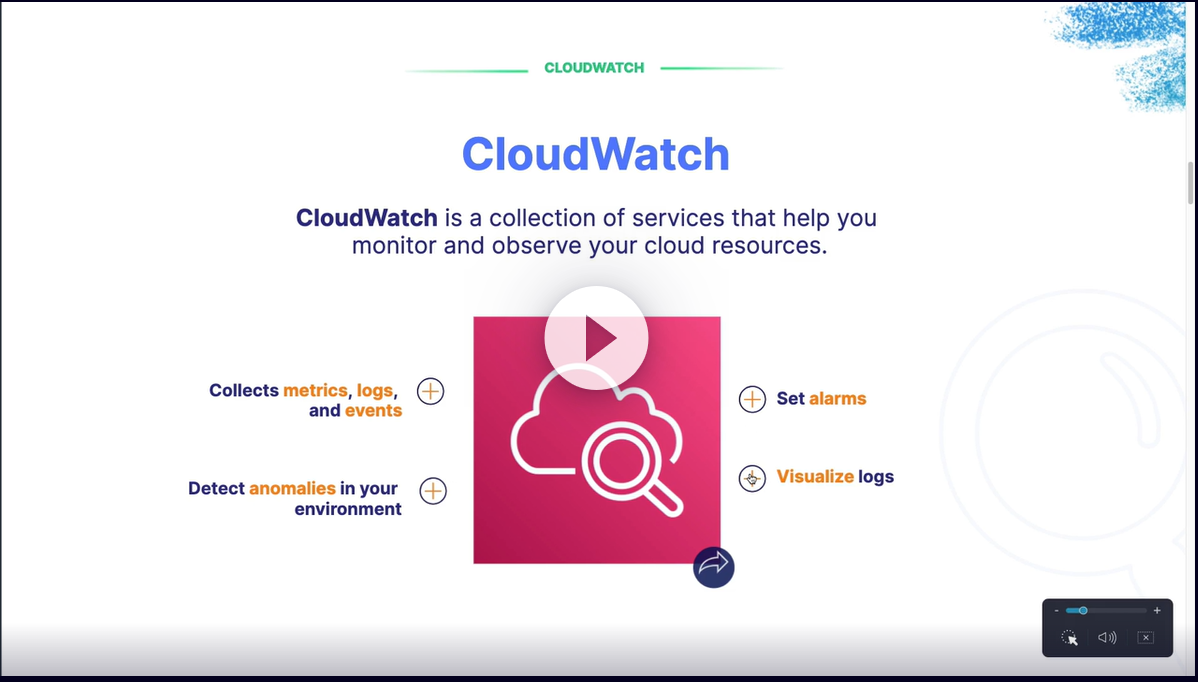 CLOUDWATCH
CloudWatch
CloudWatch is a collection of services that help you
monitor and observe your cloud resources.
Collects metrics, logs,
and events
Detect anomalies in your
environment
Set alarms
Visualize logs